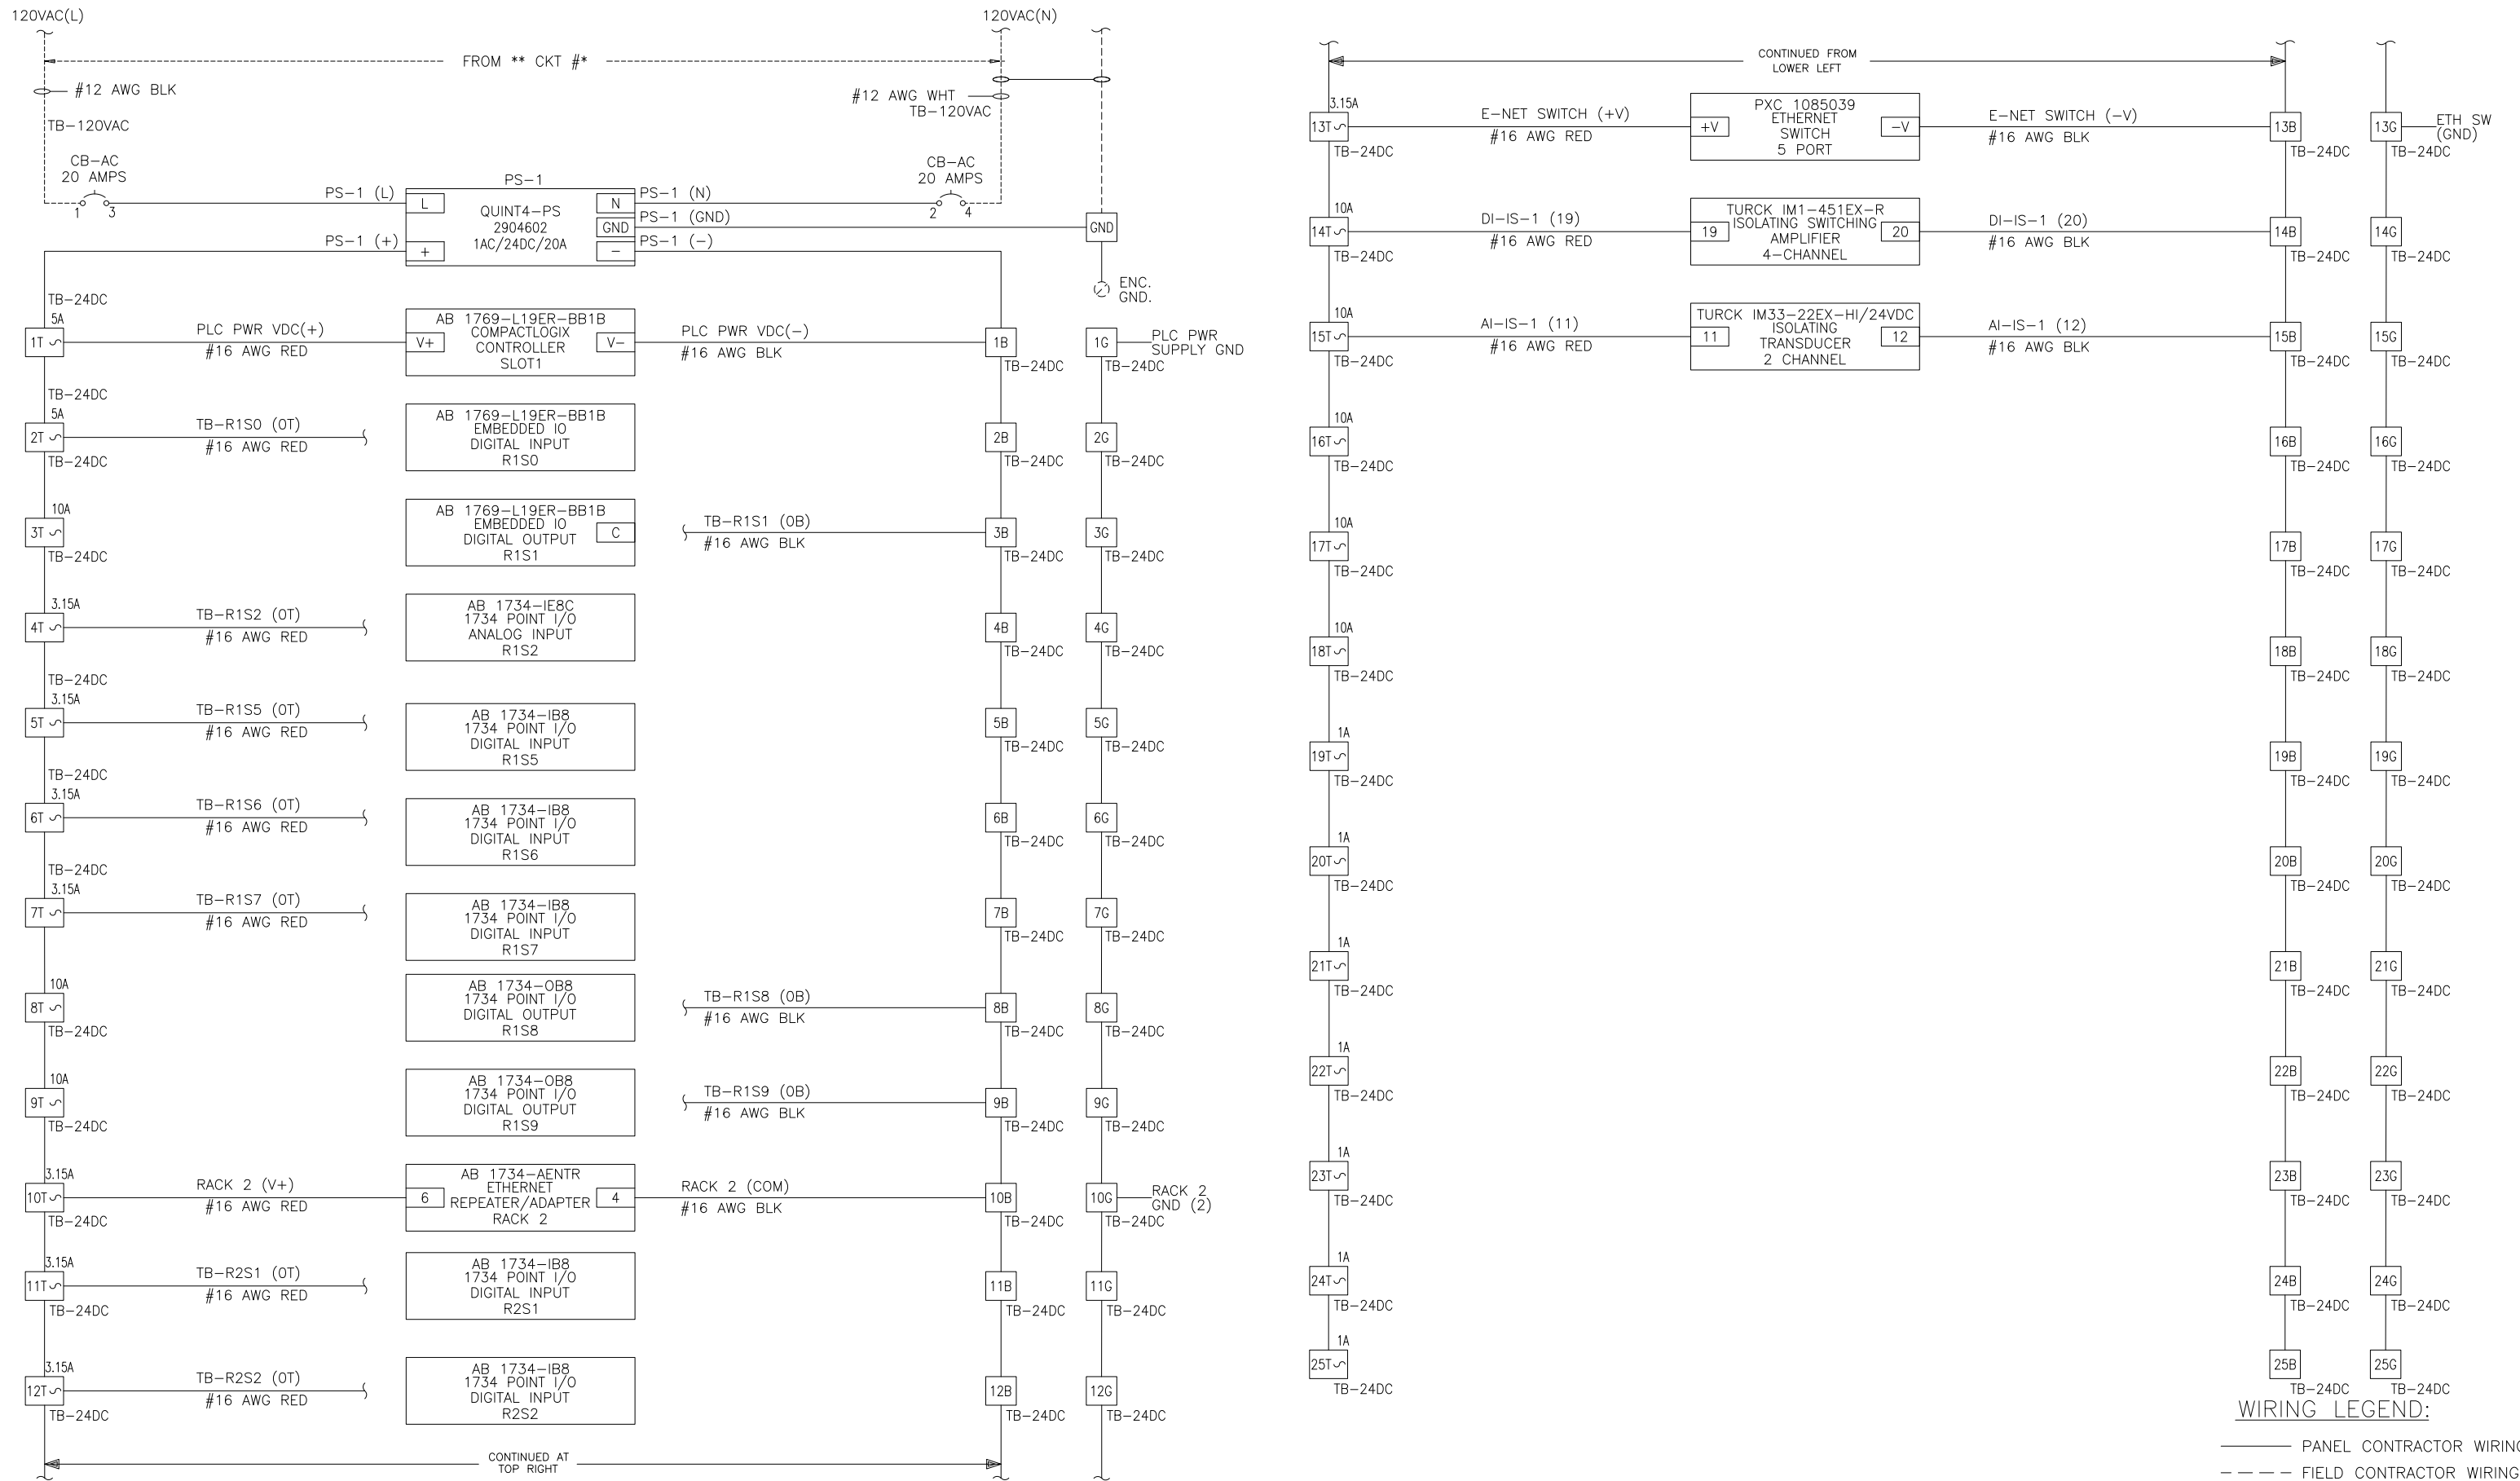 120VAC(L)
120VAC(N)
FROM ** CKT #*
#12 AWG BLK
#12 AWG WHT
TB-120VAC
TB-120VAC
CB-AC
20 AMPS
1 3
CB-AC
20 AMPS
2 4
PS-1
PS-1 (L)
L
QUINT4-PS
2904602
1AC/24DC/20A
N
PS-1 (N)
GND
PS-1 (GND)
GND
PS-1 (+)
+
-
PS-1 (-)
ENC.
GND.
TB-24DC
5A
1T
PLC PWR VDC(+)
#16 AWG RED
AB 1769-L19ER-BB1B
COMPACTLOGIX
CONTROLLER
SLOT1
V+
V-
PLC PWR VDC(-)
#16 AWG BLK
1B
TB-24DC
1G
TB-24DC
PLC PWR
SUPPLY GND
TB-24DC
5A
2T
TB-24DC
TB-R1S0 (0T)
#16 AWG RED
AB 1769-L19ER-BB1B
EMBEDDED IO
DIGITAL INPUT
R1S0
2B
TB-24DC
2G
TB-24DC
10A
3T
TB-24DC
AB 1769-L19ER-BB1B
EMBEDDED IO
DIGITAL OUTPUT
R1S1
C
TB-R1S1 (0B)
#16 AWG BLK
3B
TB-24DC
3G
TB-24DC
3.15A
4T
TB-R1S2 (0T)
#16 AWG RED
AB 1734-IE8C
1734 POINT I/O
ANALOG INPUT
R1S2
4B
TB-24DC
4G
TB-24DC
TB-24DC
3.15A
5T
TB-R1S5 (0T)
#16 AWG RED
AB 1734-IB8
1734 POINT I/O
DIGITAL INPUT
R1S5
5B
TB-24DC
5G
TB-24DC
TB-24DC
3.15A
6T
TB-R1S6 (0T)
#16 AWG RED
AB 1734-IB8
1734 POINT I/O
DIGITAL INPUT
R1S6
6B
TB-24DC
6G
TB-24DC
TB-24DC
3.15A
7T
TB-R1S7 (0T)
#16 AWG RED
AB 1734-IB8
1734 POINT I/O
DIGITAL INPUT
R1S7
7B
TB-24DC
7G
TB-24DC
10A
8T
TB-24DC
AB 1734-OB8
1734 POINT I/O
DIGITAL OUTPUT
R1S8
TB-R1S8 (0B)
#16 AWG BLK
8B
TB-24DC
8G
TB-24DC
10A
9T
TB-24DC
AB 1734-OB8
1734 POINT I/O
DIGITAL OUTPUT
R1S9
TB-R1S9 (0B)
#16 AWG BLK
9B
TB-24DC
9G
TB-24DC
3.15A
10T
TB-24DC
RACK 2 (V+)
#16 AWG RED
6
AB 1734-AENTR
ETHERNET
REPEATER/ADAPTER
RACK 2
4
RACK 2 (COM)
#16 AWG BLK
10B
TB-24DC
10G
TB-24DC
RACK 2
GND (2)
3.15A
11T
TB-24DC
TB-R2S1 (0T)
#16 AWG RED
AB 1734-IB8
1734 POINT I/O
DIGITAL INPUT
R2S1
11B
TB-24DC
11G
TB-24DC
3.15A
12T
TB-24DC
TB-R2S2 (0T)
#16 AWG RED
AB 1734-IB8
1734 POINT I/O
DIGITAL INPUT
R2S2
12B
TB-24DC
12G
TB-24DC
CONTINUED AT
TOP RIGHT
CONTINUED FROM
LOWER LEFT
3.15A
13T
TB-24DC
E-NET SWITCH (+V)
#16 AWG RED
+V
PXC 1085039
ETHERNET
SWITCH
5 PORT
-V
E-NET SWITCH (-V)
#16 AWG BLK
13B
TB-24DC
13G
TB-24DC
ETH SW
(GND)
10A
14T
TB-24DC
DI-IS-1 (19)
#16 AWG RED
19
TURCK IM1-451EX-R
ISOLATING SWITCHING
AMPLIFIER
4-CHANNEL
20
DI-IS-1 (20)
#16 AWG BLK
14B
TB-24DC
14G
TB-24DC
10A
15T
TB-24DC
AI-IS-1 (11)
#16 AWG RED
11
TURCK IM33-22EX-HI/24VDC
ISOLATING
TRANSDUCER
2 CHANNEL
12
AI-IS-1 (12)
#16 AWG BLK
15B
TB-24DC
15G
TB-24DC
10A
16T
TB-24DC
16B
TB-24DC
16G
TB-24DC
10A
17T
TB-24DC
17B
TB-24DC
17G
TB-24DC
10A
18T
TB-24DC
18B
TB-24DC
18G
TB-24DC
1A
19T
TB-24DC
19B
TB-24DC
19G
TB-24DC
1A
20T
TB-24DC
20B
TB-24DC
20G
TB-24DC
1A
21T
TB-24DC
21B
TB-24DC
21G
TB-24DC
1A
22T
TB-24DC
22B
TB-24DC
22G
TB-24DC
1A
23T
TB-24DC
23B
TB-24DC
23G
TB-24DC
1A
24T
TB-24DC
24B
TB-24DC
24G
TB-24DC
1A
25T
TB-24DC
25B
TB-24DC
25G
TB-24DC
WIRING LEGEND:
PANEL CONTRACTOR WIRING
FIELD CONTRACTOR WIRING